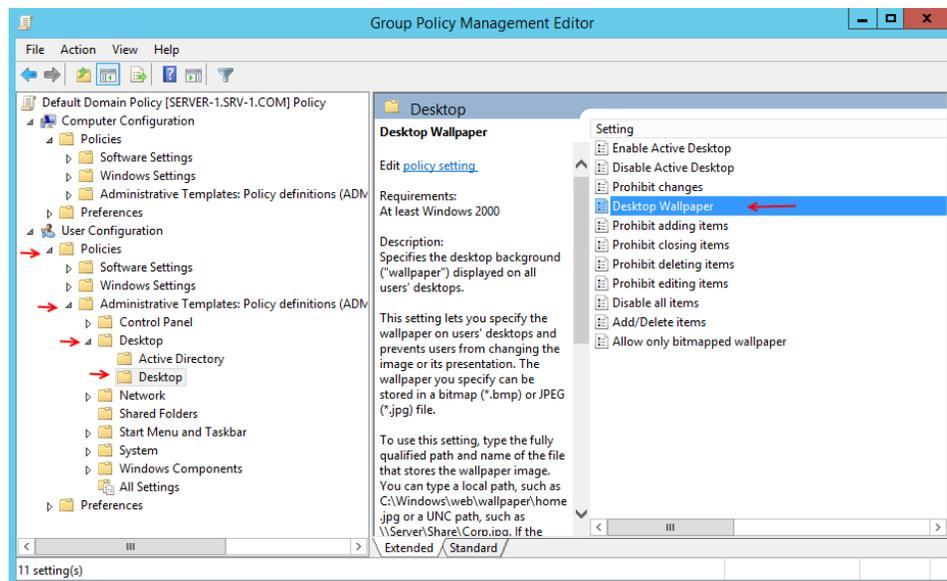 Group Policy Management Editor
File Action View Help
Default Domain Policy [SERVER-1.SRV-1.COM] Policy
Computer Configuration
Policies
Software Settings
Windows Settings
Administrative Templates: Policy definitions (ADM
Preferences
User Configuration
Policies
Software Settings
Windows Settings
Administrative Templates: Policy definitions (ADM
Control Panel
Desktop
Active Directory
Desktop
Network
Shared Folders
Start Menu and Taskbar
System
Windows Components
All Settings
Preferences
Desktop
Desktop Wallpaper
Edit policy setting
Requirements:
At least Windows 2000
Description:
Specifies the desktop background
("wallpaper") displayed on all
users' desktops.
This setting lets you specify the
wallpaper on users' desktops and
prevents users from changing the
image or its presentation. The
wallpaper you specify can be
stored in a bitmap (*.bmp) or JPEG
(*.jpg) file.
To use this setting, type the fully
qualified path and name of the file
that stores the wallpaper image.
You can type a local path, such as
C:\Windows\web\wallpaper\home
.jpg or a UNC path, such as
\\Server\Share\Corp.jpg. If the
Setting
Enable Active Desktop
Disable Active Desktop
Prohibit changes
Desktop Wallpaper
Prohibit adding items
Prohibit closing items
Prohibit deleting items
Prohibit editing items
Disable all items
Add/Delete items
Allow only bitmapped wallpaper
Extended Standard
11 setting(s)